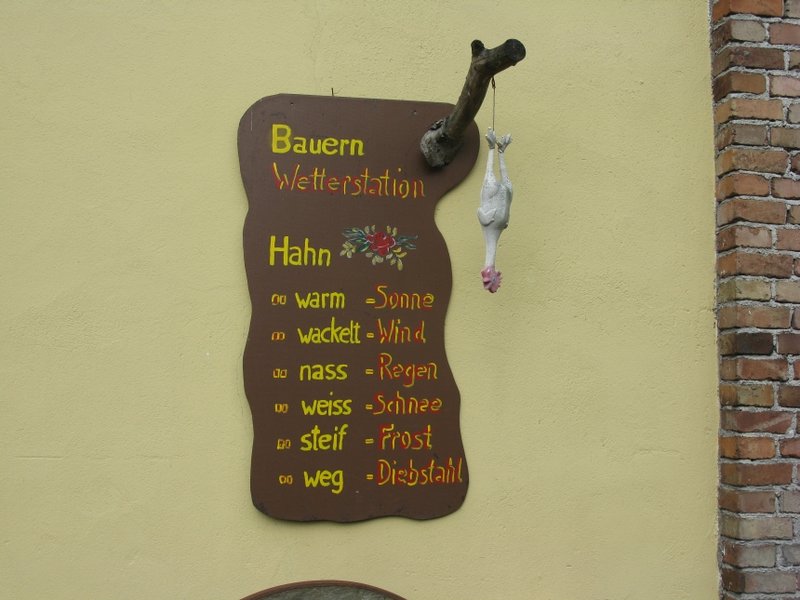 Bauern
Wetterstation
Hahn
" warm = Sonne
" wackelt = Wind
" nass = Regen
" weiss = Schnee
" steif = Frost
" weg = Diebstahl